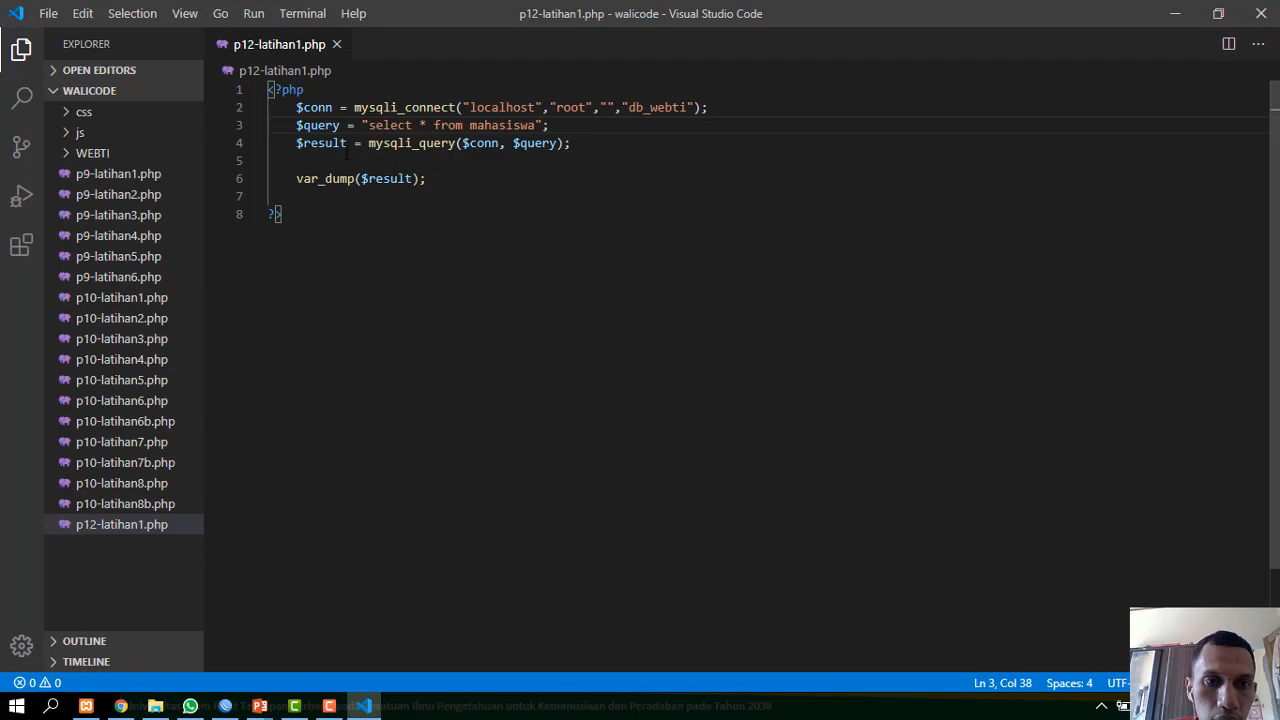 File Edit Selection View Go Run Terminal Help
p12-latihan1.php - walicode - Visual Studio Code
EXPLORER
OPEN EDITORS
WALICODE
css
js
WEBTI
p9-latihan1.php
p9-latihan2.php
p9-latihan3.php
p9-latihan4.php
p9-latihan5.php
p9-latihan6.php
p10-latihan1.php
p10-latihan2.php
p10-latihan3.php
p10-latihan4.php
p10-latihan5.php
p10-latihan6.php
p10-latihan6b.php
p10-latihan7.php
p10-latihan7b.php
p10-latihan8.php
p10-latihan8b.php
p12-latihan1.php
OUTLINE
TIMELINE
p12-latihan1.php
p12-latihan1.php
1 <?php
2 $conn = mysqli_connect("localhost","root","","db_webti");
3 $query = "select * from mahasiswa";
4 $result = mysqli_query($conn, $query);
5
6 var_dump($result);
7
8 ?>
0 0
Ln 3, Col 38 Spaces: 4 UTF-
Ilmu Pengetahuan untuk Kemanusiaan dan Peradaban pada Tahun 2038